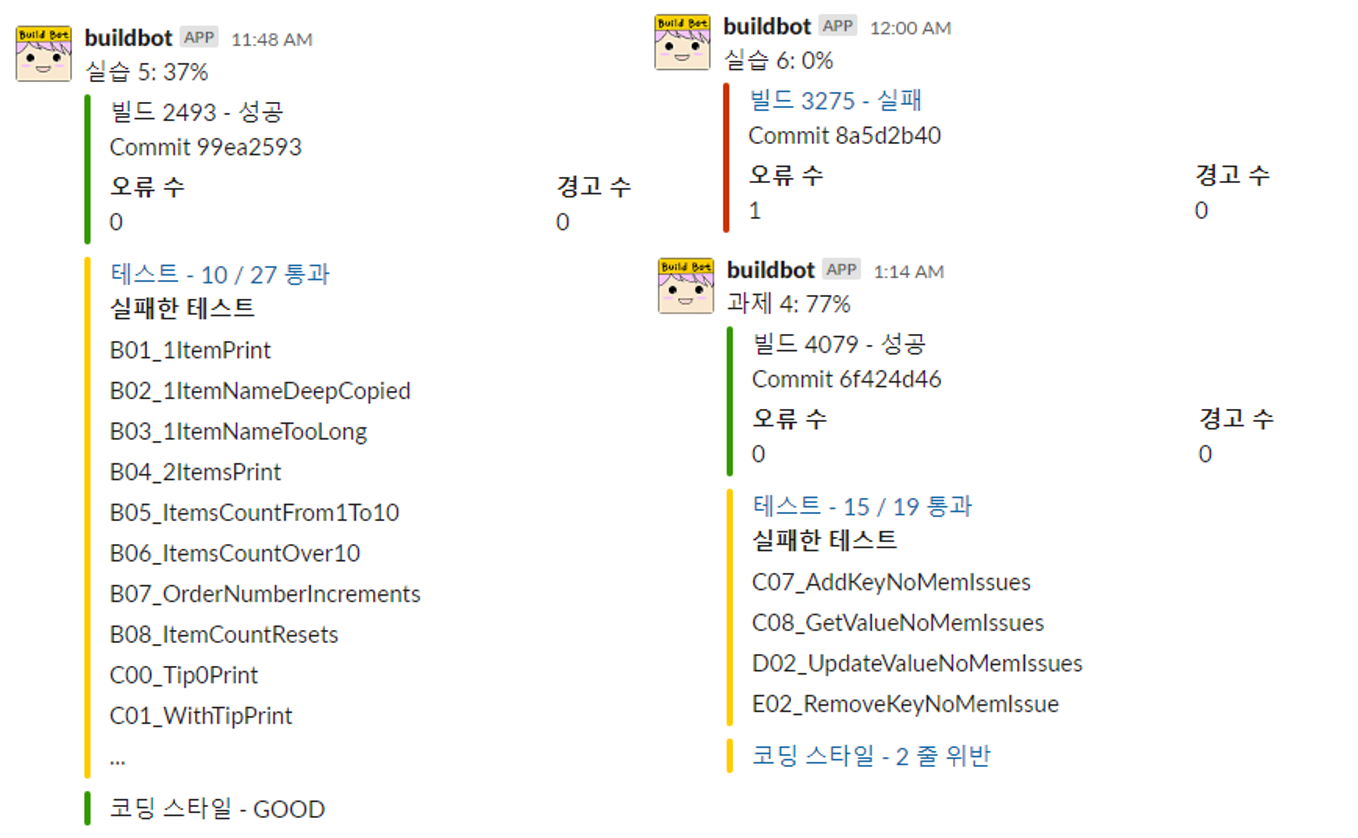 Build Bot
buildbot APP 11:48 AM
실습 5: 37%
빌드 2493 - 성공
Commit 99ea2593
오류 수 경고 수
0 0
테스트 - 10 / 27 통과
실패한 테스트
B01_1ItemPrint
B02_1ItemNameDeepCopied
B03_1ItemNameTooLong
B04_2ItemsPrint
B05_ItemsCountFrom1To10
B06_ItemsCountOver10
B07_OrderNumberIncrements
B08_ItemCountResets
C00_Tip0Print
C01_WithTipPrint
...
코딩 스타일 - GOOD
Build Bot
buildbot APP 12:00 AM
실습 6: 0%
빌드 3275 - 실패
Commit 8a5d2b40
오류 수 경고 수
1 0
Build Bot
buildbot APP 1:14 AM
과제 4: 77%
빌드 4079 - 성공
Commit 6f424d46
오류 수 경고 수
0 0
테스트 - 15 / 19 통과
실패한 테스트
C07_AddKeyNoMemIssues
C08_GetValueNoMemIssues
D02_UpdateValueNoMemIssues
E02_RemoveKeyNoMemIssue
코딩 스타일 - 2 줄 위반